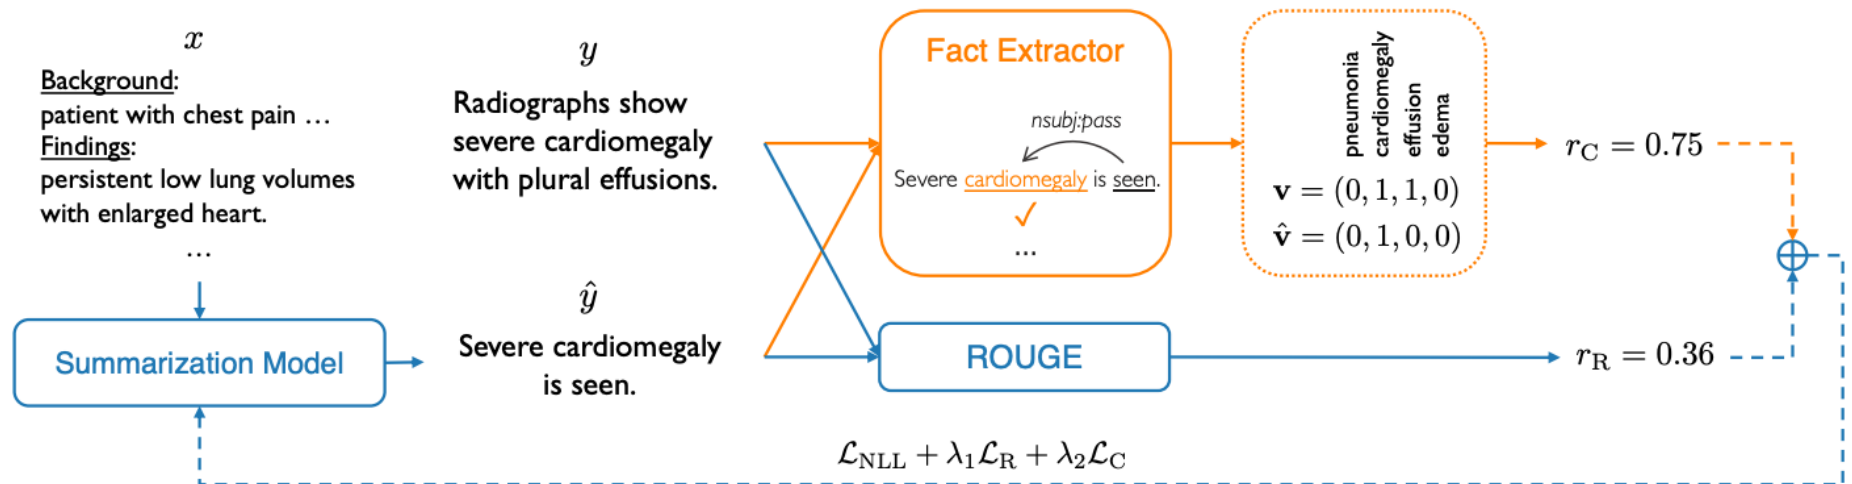 x
Background:
patient with chest pain ...
Findings:
persistent low lung volumes
with enlarged heart.
...
Summarization Model
y
Radiographs show
severe cardiomegaly
with plural effusions.
ŷ
Severe cardiomegaly
is seen.
Fact Extractor
nsubj:pass
Severe cardiomegaly is seen.
✓
...
ROUGE
pneumonia
cardiomegaly
effusion
edema
v = (0, 1, 1, 0)
v̂ = (0, 1, 0, 0)
r_C = 0.75
r_R = 0.36
ℒ_NLL + λ₁ℒ_R + λ₂ℒ_C